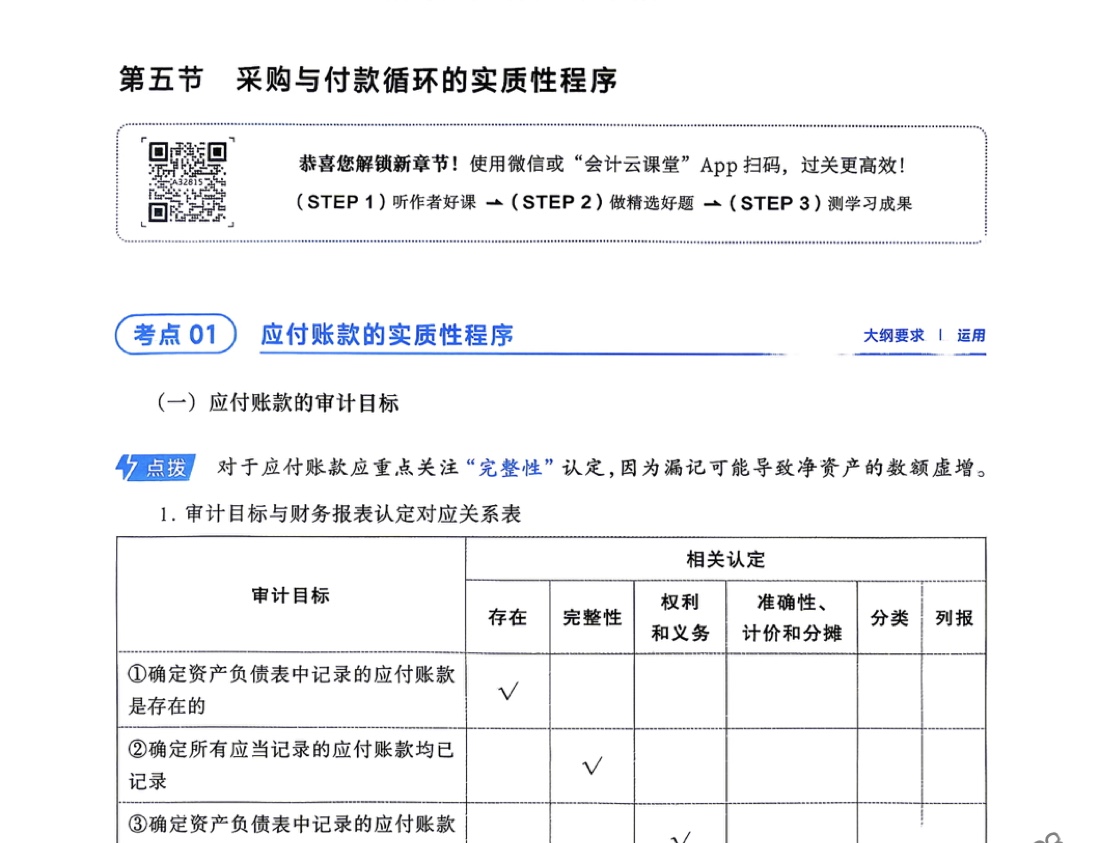 第五节 采购与付款循环的实质性程序
恭喜您解锁新章节！使用微信或“会计云课堂”App 扫码，过关更高效！
（STEP 1）听作者好课 ⇀（STEP 2）做精选好题 ⇀（STEP 3）测学习成果
A32815
考点 01 应付账款的实质性程序 大纲要求 | 运用
（一）应付账款的审计目标
点拨 对于应付账款应重点关注“完整性”认定，因为漏记可能导致净资产的数额虚增。
1. 审计目标与财务报表认定对应关系表
审计目标
相关认定
存在
完整性
权利
和义务
准确性、
计价和分摊
分类
列报
①确定资产负债表中记录的应付账款
是存在的
√
②确定所有应当记录的应付账款均已
记录
√
③确定资产负债表中记录的应付账款
√